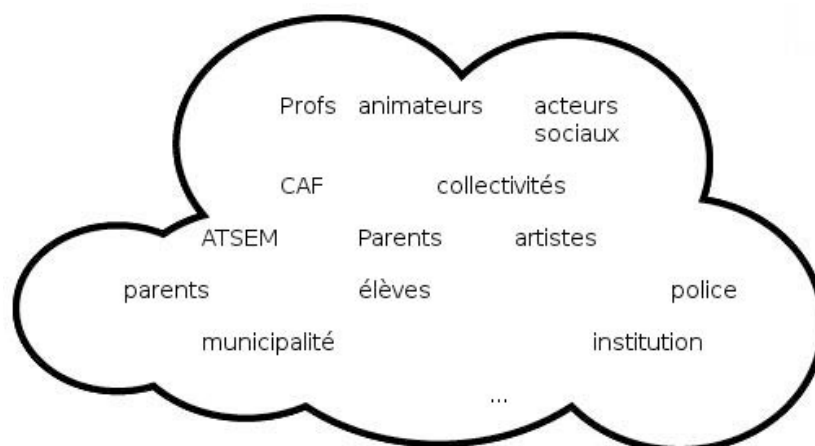 Profs animateurs acteurs
sociaux
CAF collectivités
ATSEM Parents artistes
parents élèves police
municipalité institution
...